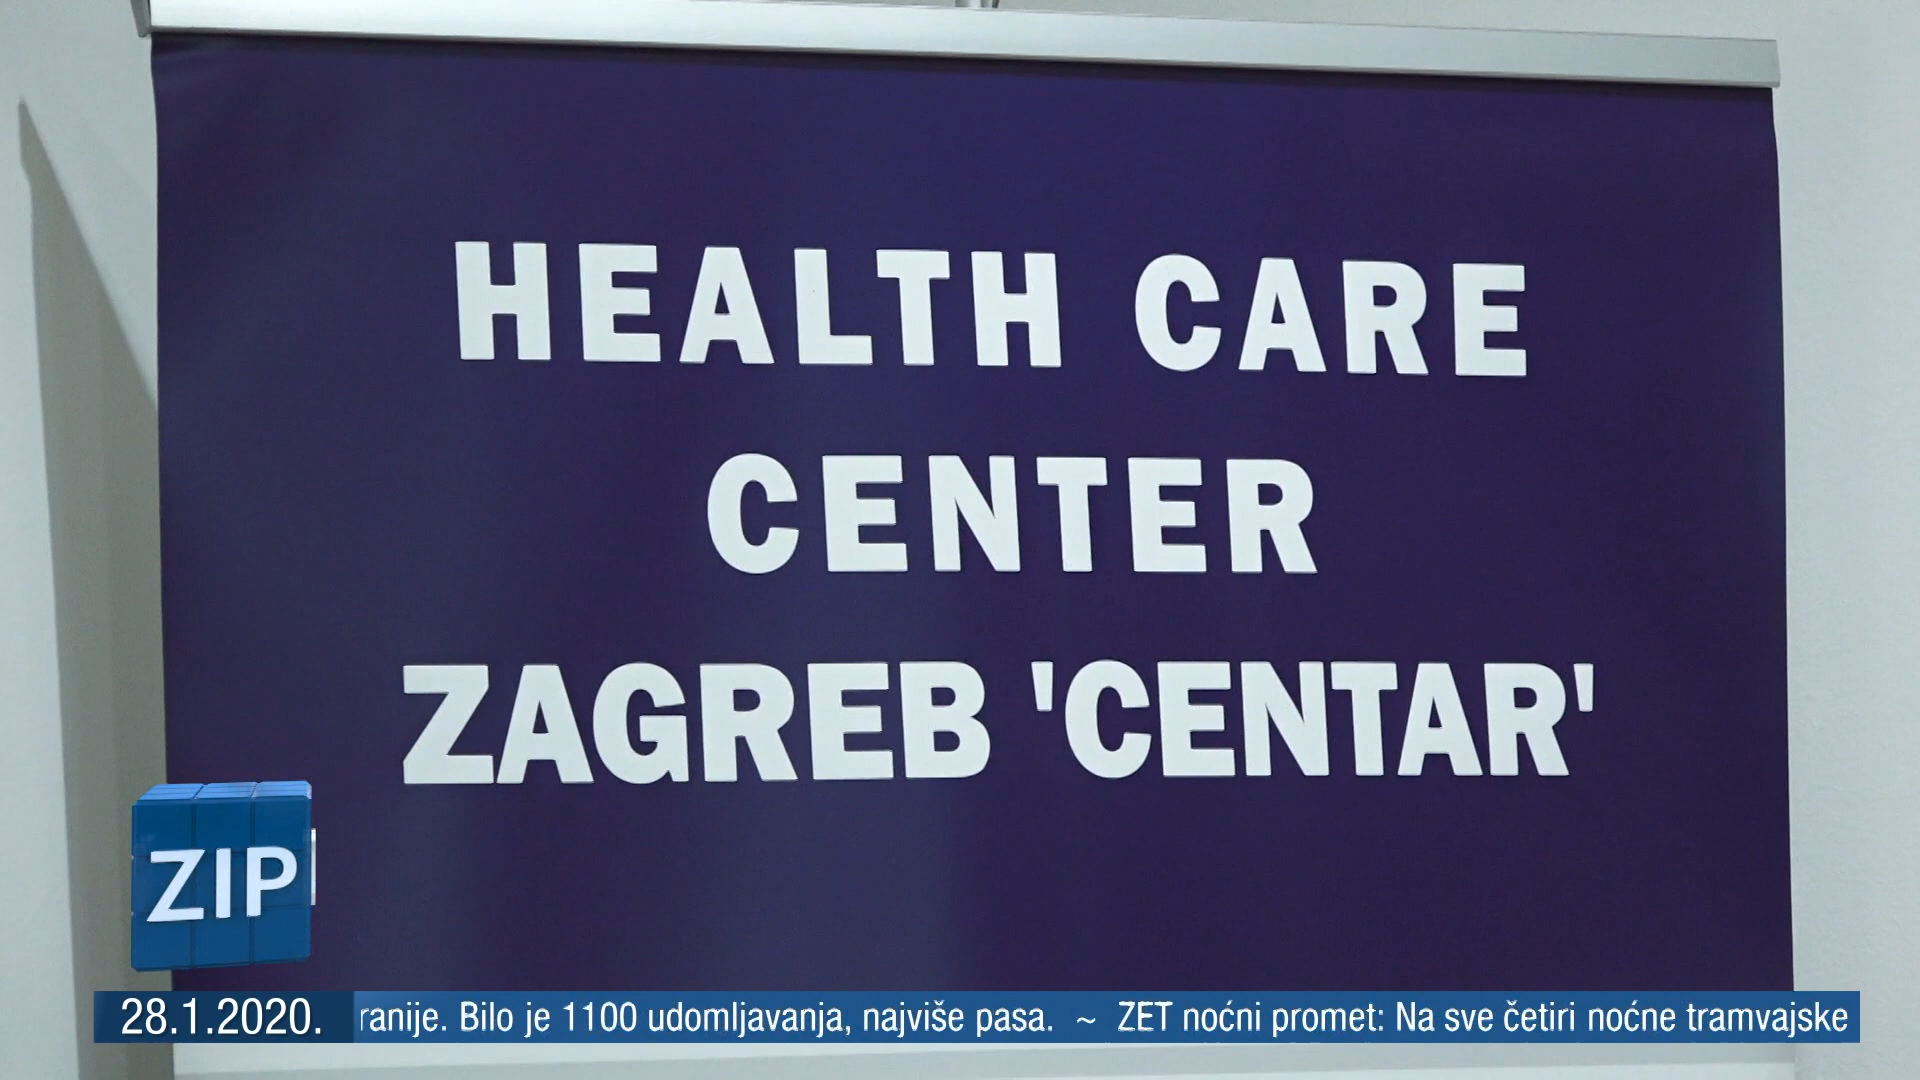 HEALTH CARE
CENTER
ZAGREB 'CENTAR'
ZIP
28.1.2020. ranije. Bilo je 1100 udomljavanja, najviše pasa. ~ ZET noćni promet: Na sve četiri noćne tramvajske